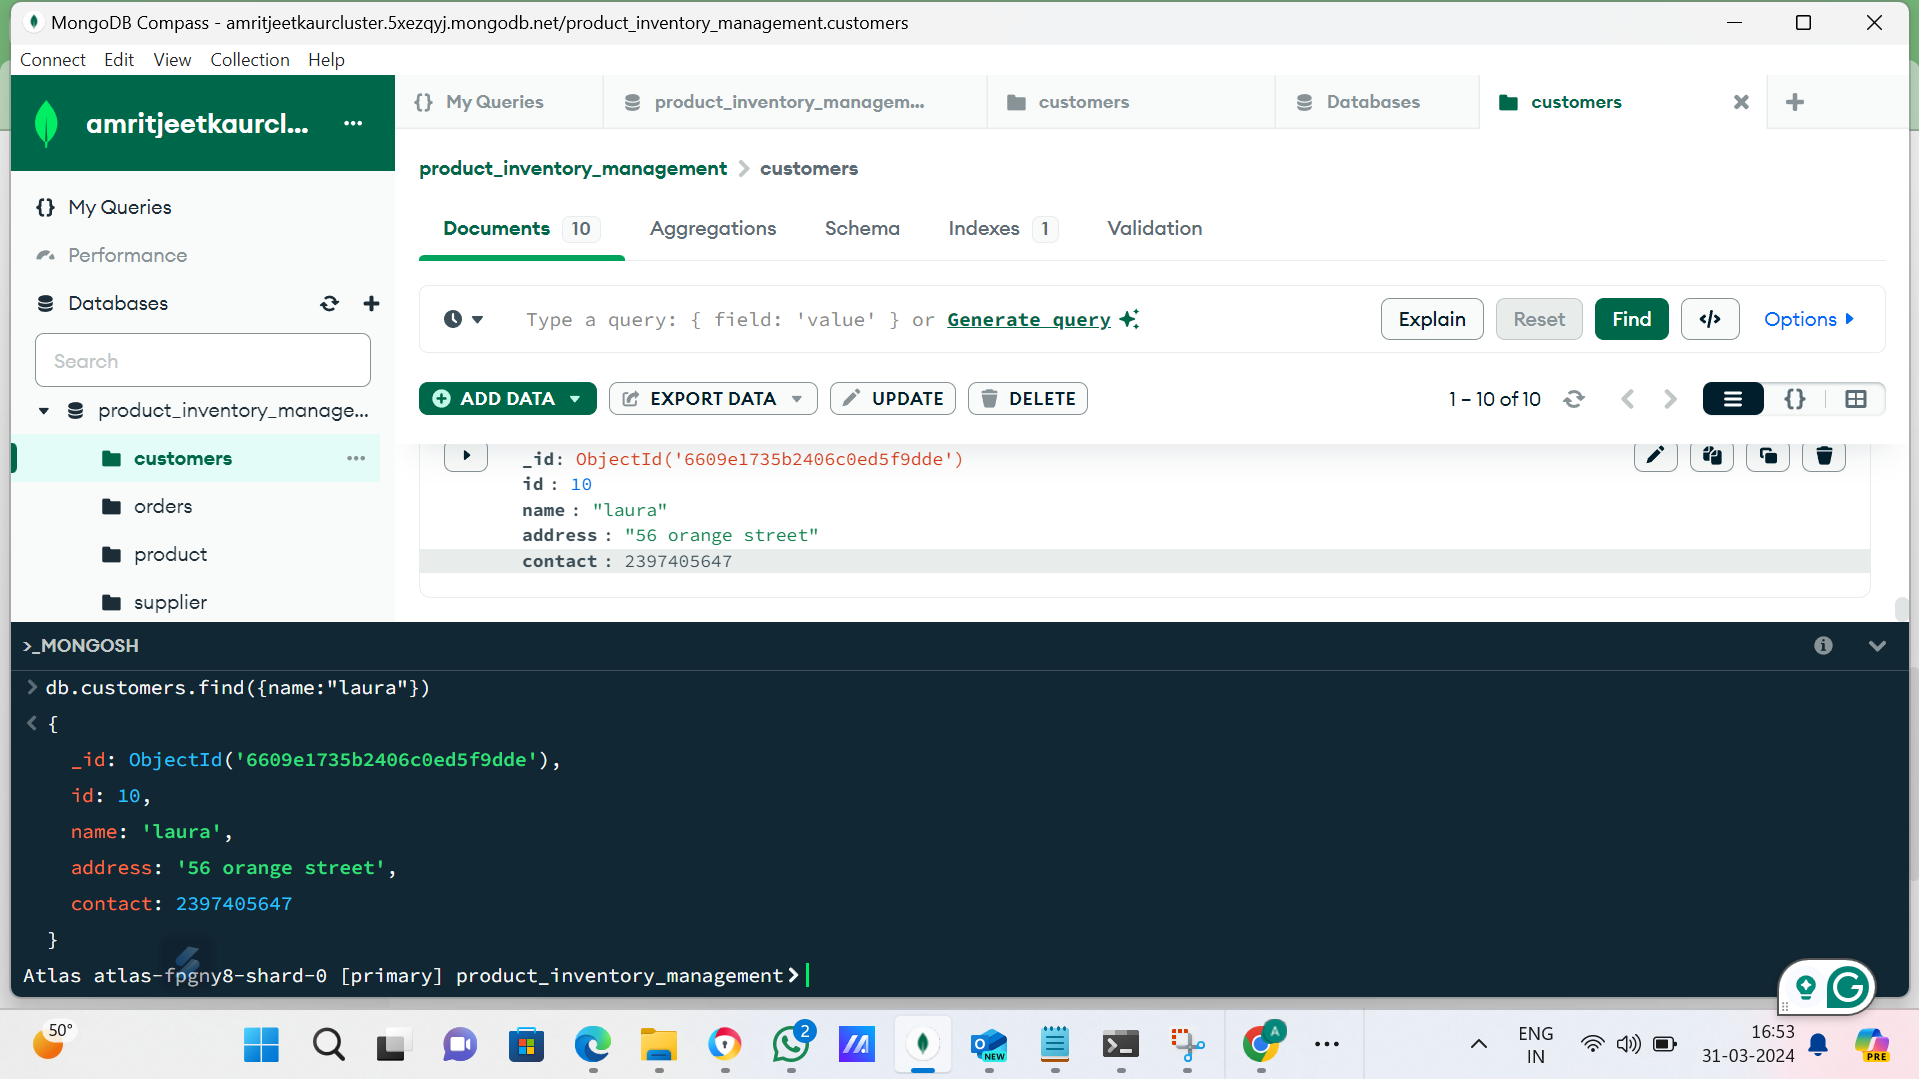 MongoDB Compass - amritjeetkaurcluster.5xezqyj.mongodb.net/product_inventory_management.customers
Connect Edit View Collection Help
amritjeetkaurcl... ...
{} My Queries
product_inventory_managem...
customers
Databases
customers
product_inventory_management > customers
My Queries
Performance
Databases
Search
product_inventory_manage...
customers ...
orders
product
supplier
Documents 10 Aggregations Schema Indexes 1 Validation
Type a query: { field: 'value' } or Generate query
Explain Reset Find </> Options
ADD DATA EXPORT DATA UPDATE DELETE
1 – 10 of 10
{}
_id: ObjectId('6609e1735b2406c0ed5f9dde')
id : 10
name : "laura"
address : "56 orange street"
contact : 2397405647
>_MONGOSH
> db.customers.find({name:"laura"})
< {
_id: ObjectId('6609e1735b2406c0ed5f9dde'),
id: 10,
name: 'laura',
address: '56 orange street',
contact: 2397405647
}
Atlas atlas-fpgny8-shard-0 [primary] product_inventory_management>
50°
2
NEW
A
...
ENG
IN
16:53
31-03-2024
PRE